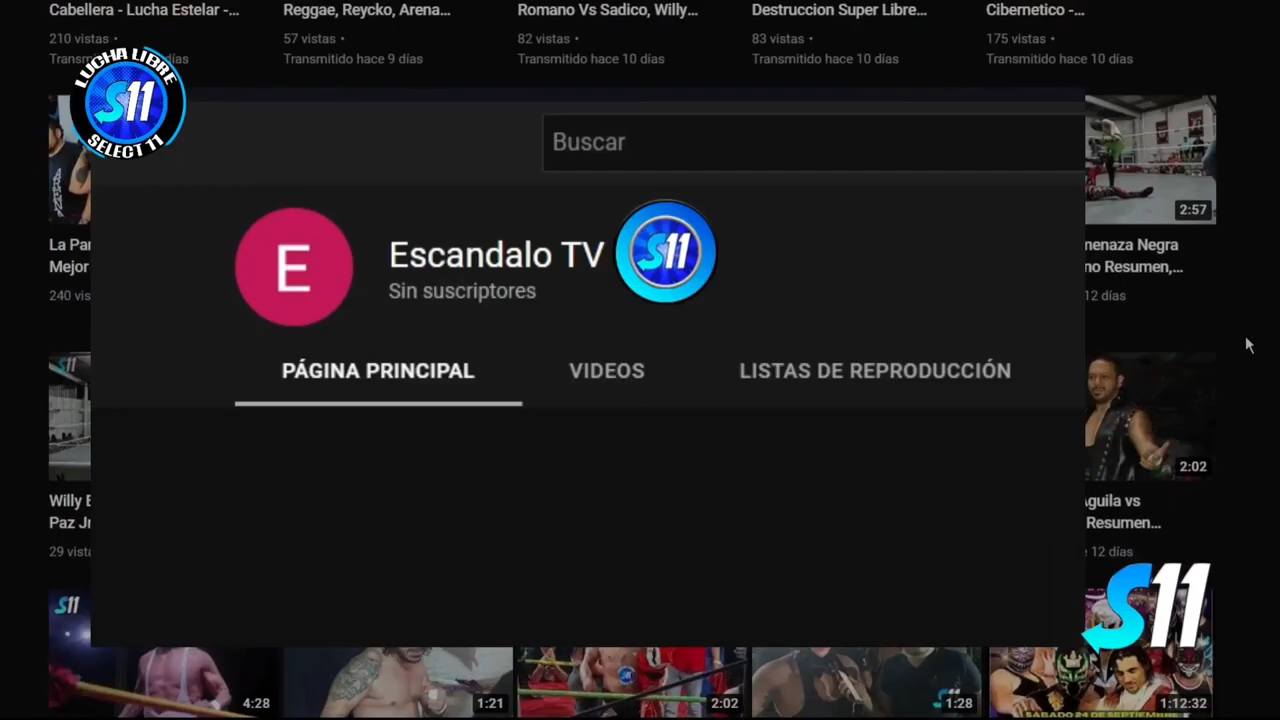 Cabellera - Lucha Estelar -...
Reggae, Reycko, Arena...
Romano Vs Sadico, Willy...
Destruccion Super Libre...
Cibernetico -...
210 vistas •
57 vistas •
82 vistas •
83 vistas •
175 vistas •
Transmitido hace 9 días
Transmitido hace 10 días
Transmitido hace 10 días
Transmitido hace 10 días
LUCHA LIBRE
S11
SELECT 11
Buscar
2:57
E
Escandalo TV
S11
Sin suscriptores
La Par
Mejor
240 vis
menaza Negra
no Resumen,...
12 días
PÁGINA PRINCIPAL
VIDEOS
LISTAS DE REPRODUCCIÓN
S11
2:02
Willy E
Paz Jr
29 vista
Aguila vs
Resumen...
12 días
S11
S11
4:28
1:21
2:02
S11
1:28
SABADO 24 DE SEPTIEMBRE
1:12:32